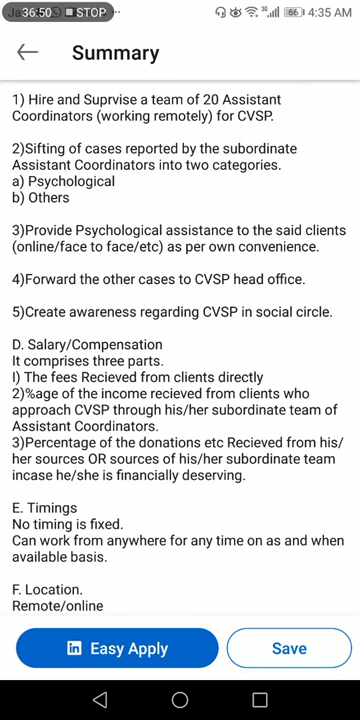 36:50 STOP ... 66 4:35 AM
Summary
1) Hire and Suprvise a team of 20 Assistant
Coordinators (working remotely) for CVSP.
2)Sifting of cases reported by the subordinate
Assistant Coordinators into two categories.
a) Psychological
b) Others
3)Provide Psychological assistance to the said clients
(online/face to face/etc) as per own convenience.
4)Forward the other cases to CVSP head office.
5)Create awareness regarding CVSP in social circle.
D. Salary/Compensation
It comprises three parts.
I) The fees Recieved from clients directly
2)%age of the income recieved from clients who
approach CVSP through his/her subordinate team of
Assistant Coordinators.
3)Percentage of the donations etc Recieved from his/
her sources OR sources of his/her subordinate team
incase he/she is financially deserving.
E. Timings
No timing is fixed.
Can work from anywhere for any time on as and when
available basis.
F. Location.
Remote/online
in Easy Apply Save